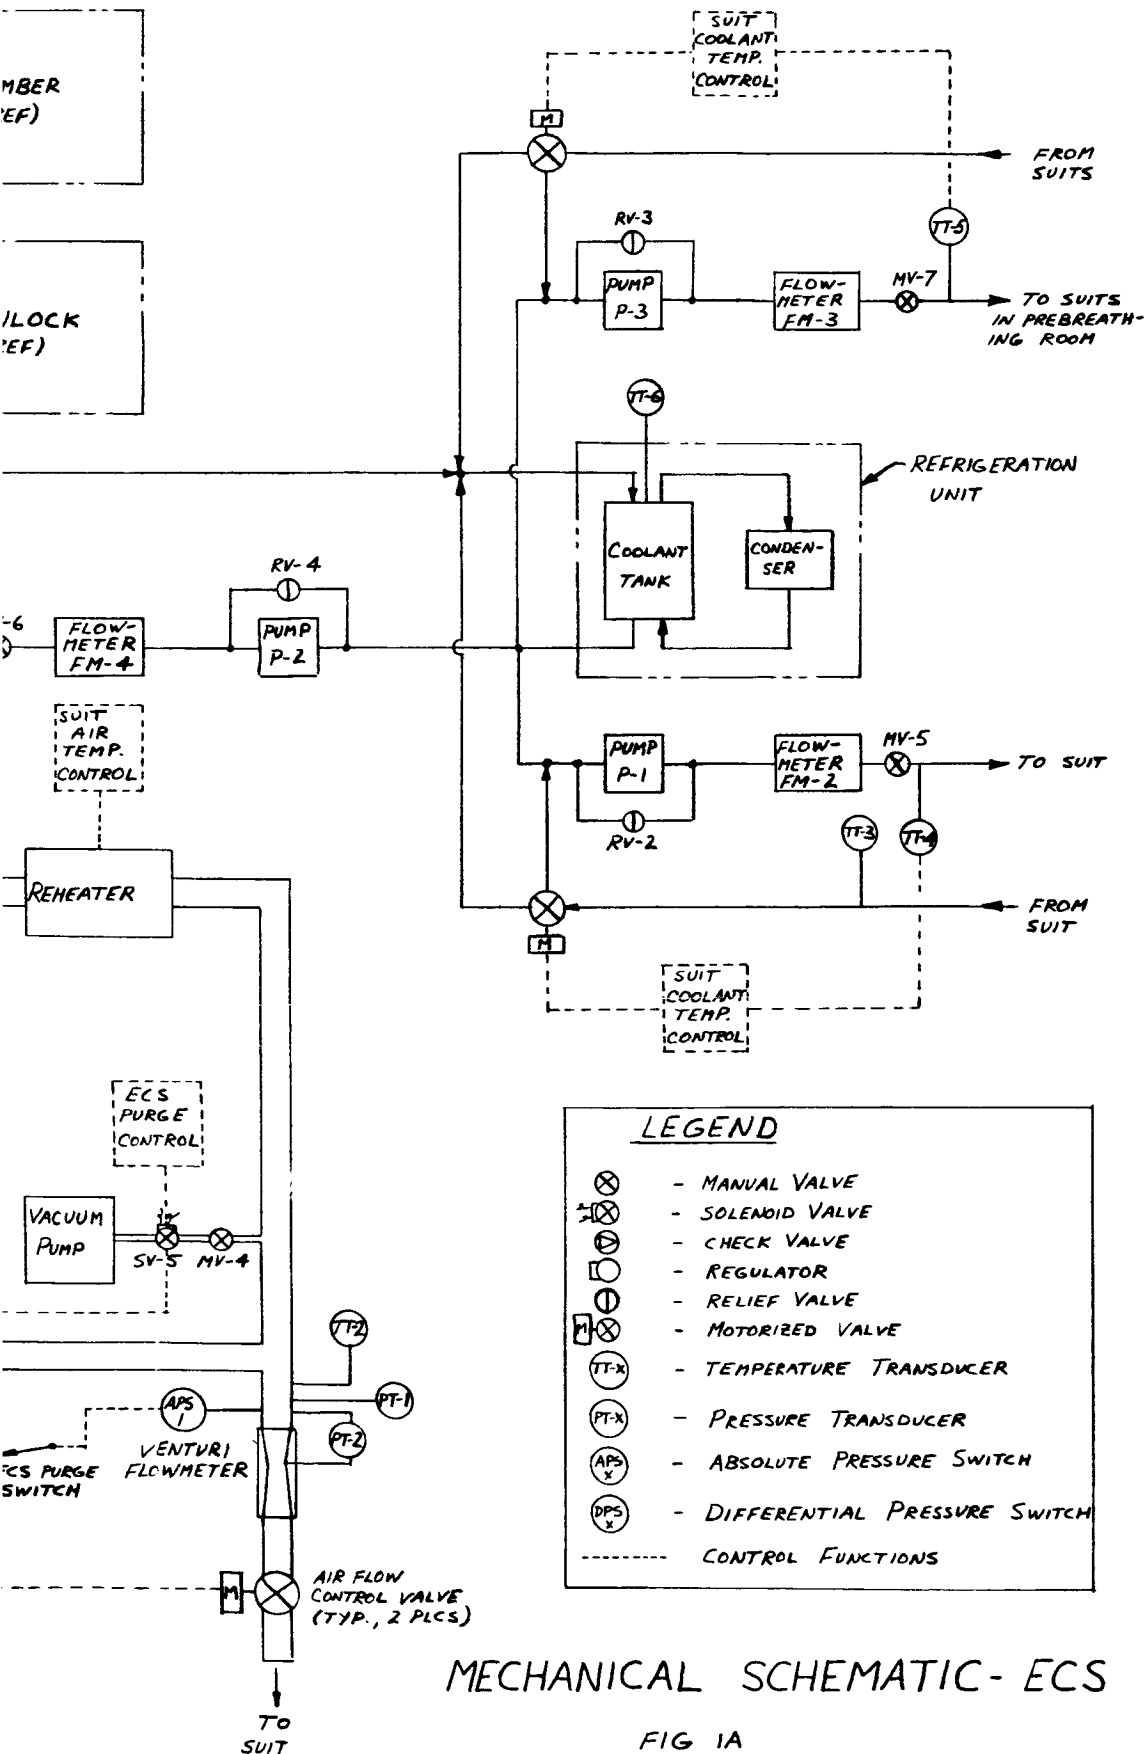 SUIT
COOLANT
TEMP.
CONTROL
MBER
EF)
M
FROM
SUITS
RV-3
TT-5
PUMP
P-3
FLOW-
METER
FM-3
MV-7
TO SUITS
IN PREBREATH-
ING ROOM
LOCK
EF)
TT-6
REFRIGERATION
UNIT
COOLANT
TANK
CONDEN-
SER
RV-4
-6
FLOW-
METER
FM-4
PUMP
P-2
SUIT
AIR
TEMP.
CONTROL
PUMP
P-1
FLOW-
METER
FM-2
MV-5
TO SUIT
RV-2
TT-3
TT-4
REHEATER
FROM
SUIT
M
SUIT
COOLANT
TEMP.
CONTROL
ECS
PURGE
CONTROL
VACUUM
PUMP
SV-5
MV-4
TT-2
PT-1
APS
1
PT-2
VENTURI
FLOWMETER
ECS PURGE
SWITCH
M
AIR FLOW
CONTROL VALVE
(TYP., 2 PLCS)
TO
SUIT
LEGEND
- MANUAL VALVE
- SOLENOID VALVE
- CHECK VALVE
- REGULATOR
- RELIEF VALVE
M - MOTORIZED VALVE
TT-X - TEMPERATURE TRANSDUCER
PT-X - PRESSURE TRANSDUCER
APS X - ABSOLUTE PRESSURE SWITCH
DPS X - DIFFERENTIAL PRESSURE SWITCH
CONTROL FUNCTIONS
MECHANICAL SCHEMATIC- ECS
FIG 1A